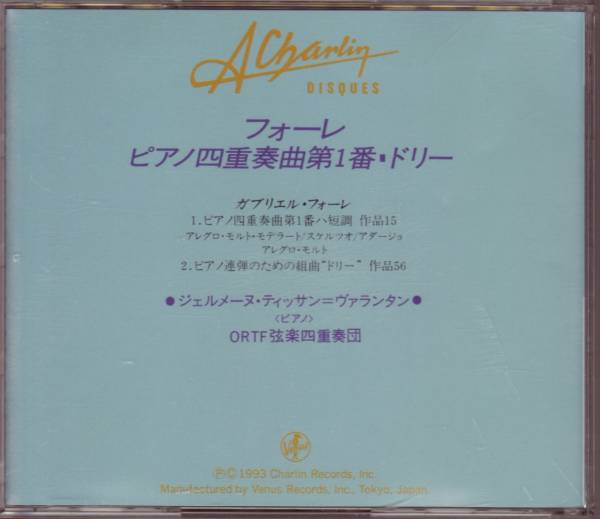 ACharlin
DISQUES
フォーレ
ピアノ四重奏曲第1番・ドリー
ガブリエル・フォーレ
1.ピアノ四重奏曲第1番ハ短調 作品15
アレグロ・モルト・モデラート/スケルツオ/アダージョ
アレグロ・モルト
2.ピアノ連弾のための組曲“ドリー” 作品56
●ジェルメーヌ・ティッサン=ヴァランタン●
〈ピアノ〉
ORTF弦楽四重奏団
Venus
ⓅⒸ 1993 Charlin Records, Inc.
Manufactured by Venus Records, Inc., Tokyo, Japan.